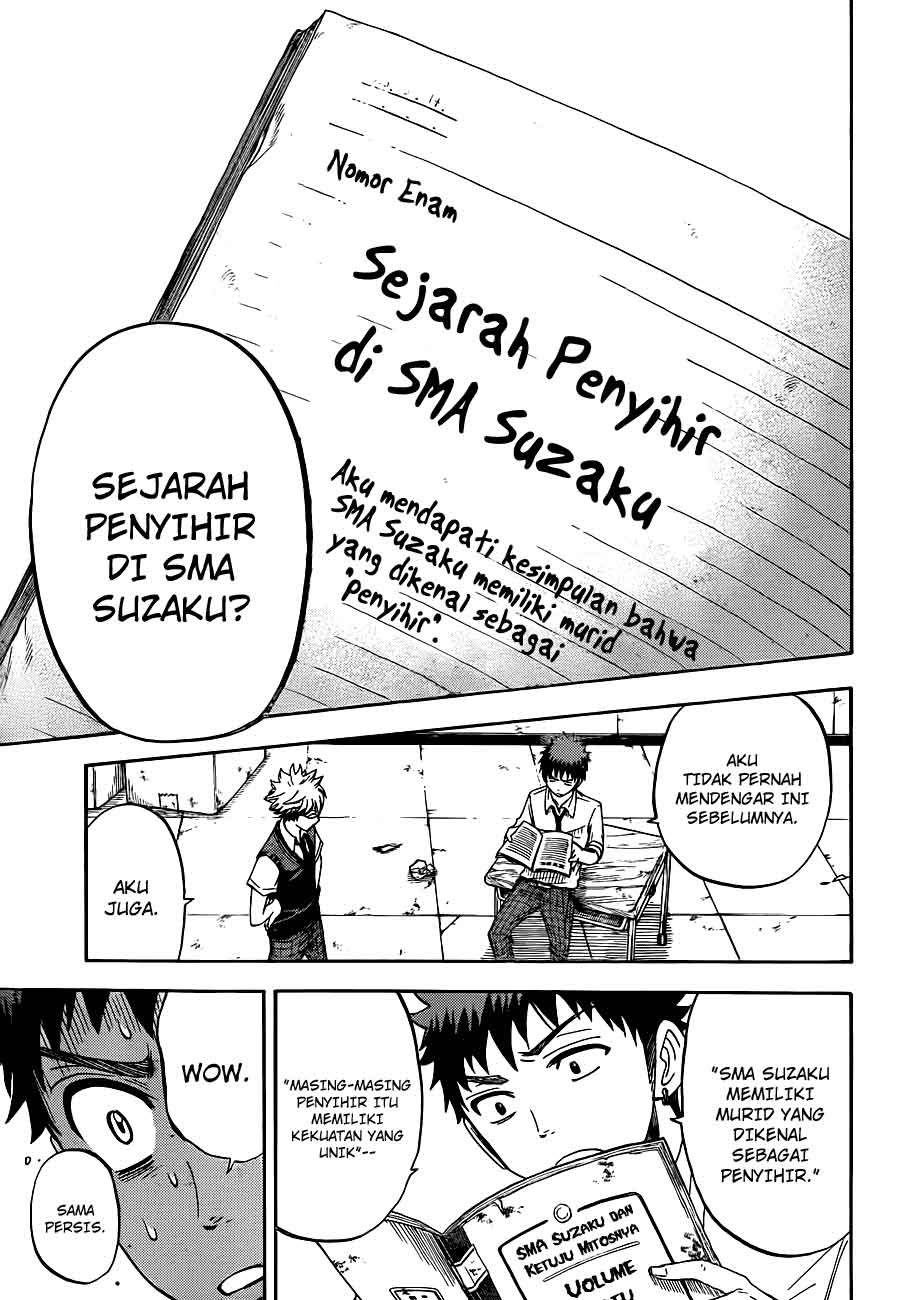 Nomor Enam
Sejarah Penyihir
di SMA Suzaku
Aku mendapati kesimpulan bahwa
SMA Suzaku memiliki murid
yang dikenal sebagai
"Penyihir".
SEJARAH
PENYIHIR
DI SMA
SUZAKU?
AKU
TIDAK PERNAH
MENDENGAR INI
SEBELUMNYA.
AKU
JUGA.
"SMA SUZAKU
MEMILIKI
MURID YANG
DIKENAL
SEBAGAI
PENYIHIR."
"MASING-MASING
PENYIHIR ITU
MEMILIKI
KEKUATAN YANG
UNIK"--
SMA SUZAKU DAN
KETUJU MITOSNYA
VOLUME
WOW.
SAMA
PERSIS.